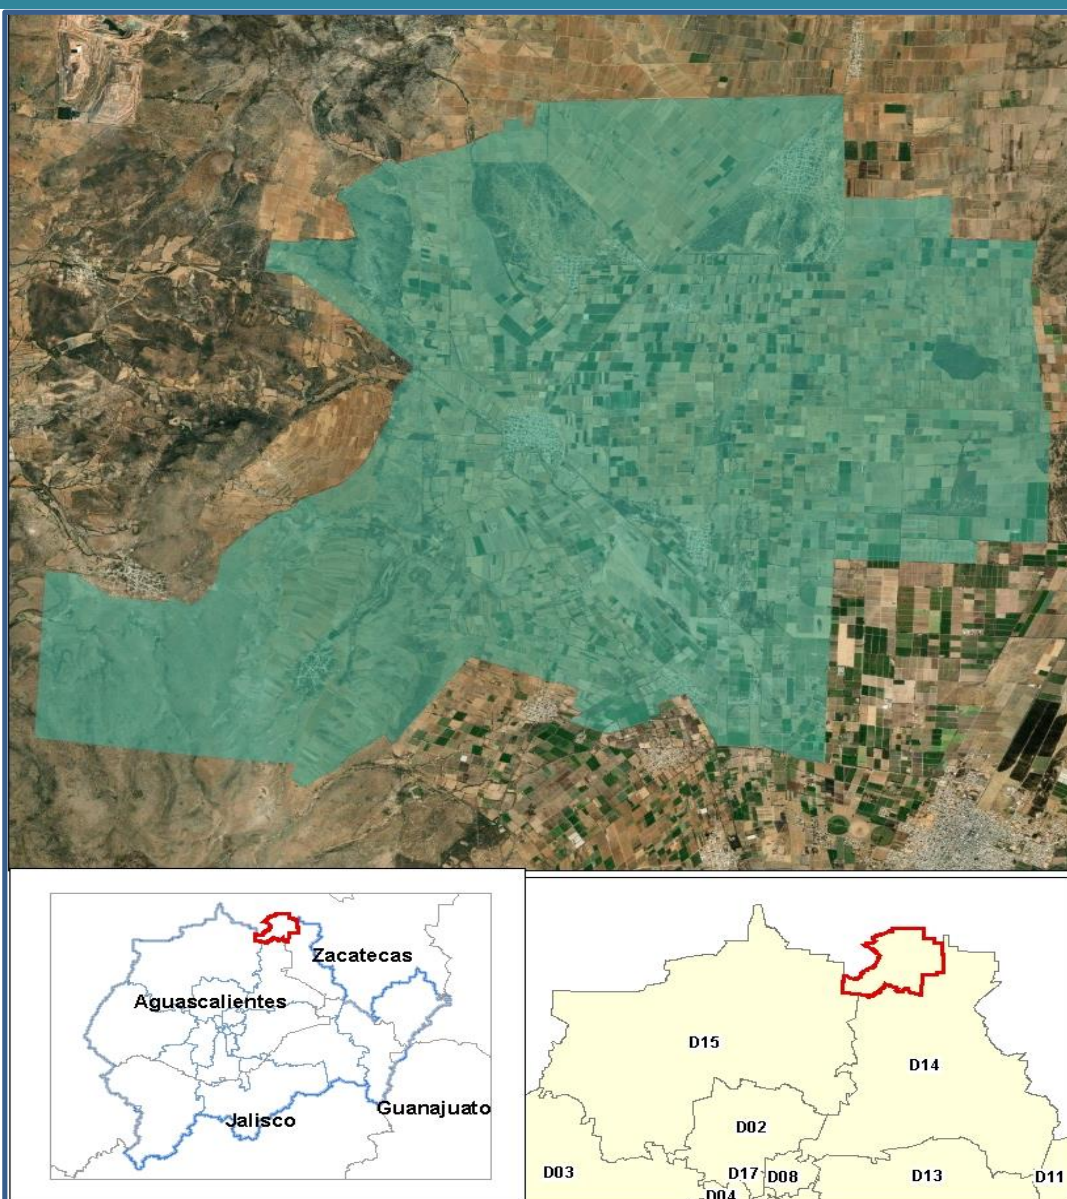 Zacatecas
Aguascalientes
Guanajuato
Jalisco
D15
D14
D02
D03
D17
D08
D13
D11
D04